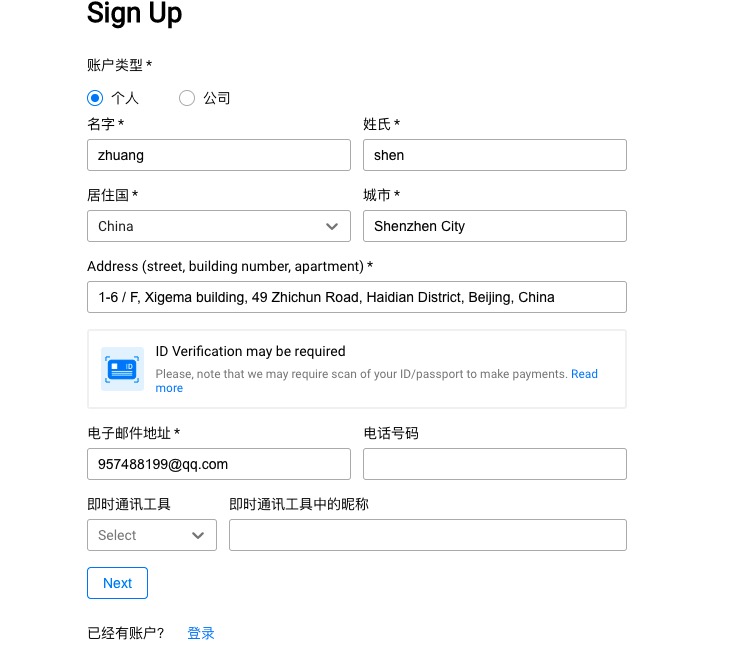 Sign Up
账户类型 *
个人 公司
名字 * 姓氏 *
zhuang shen
居住国 * 城市 *
China Shenzhen City
Address (street, building number, apartment) *
1-6 / F, Xigema building, 49 Zhichun Road, Haidian District, Beijing, China
ID Verification may be required
ID
Please, note that we may require scan of your ID/passport to make payments. Read
more
电子邮件地址 * 电话号码
957488199@qq.com
即时通讯工具 即时通讯工具中的昵称
Select
Next
已经有账户? 登录